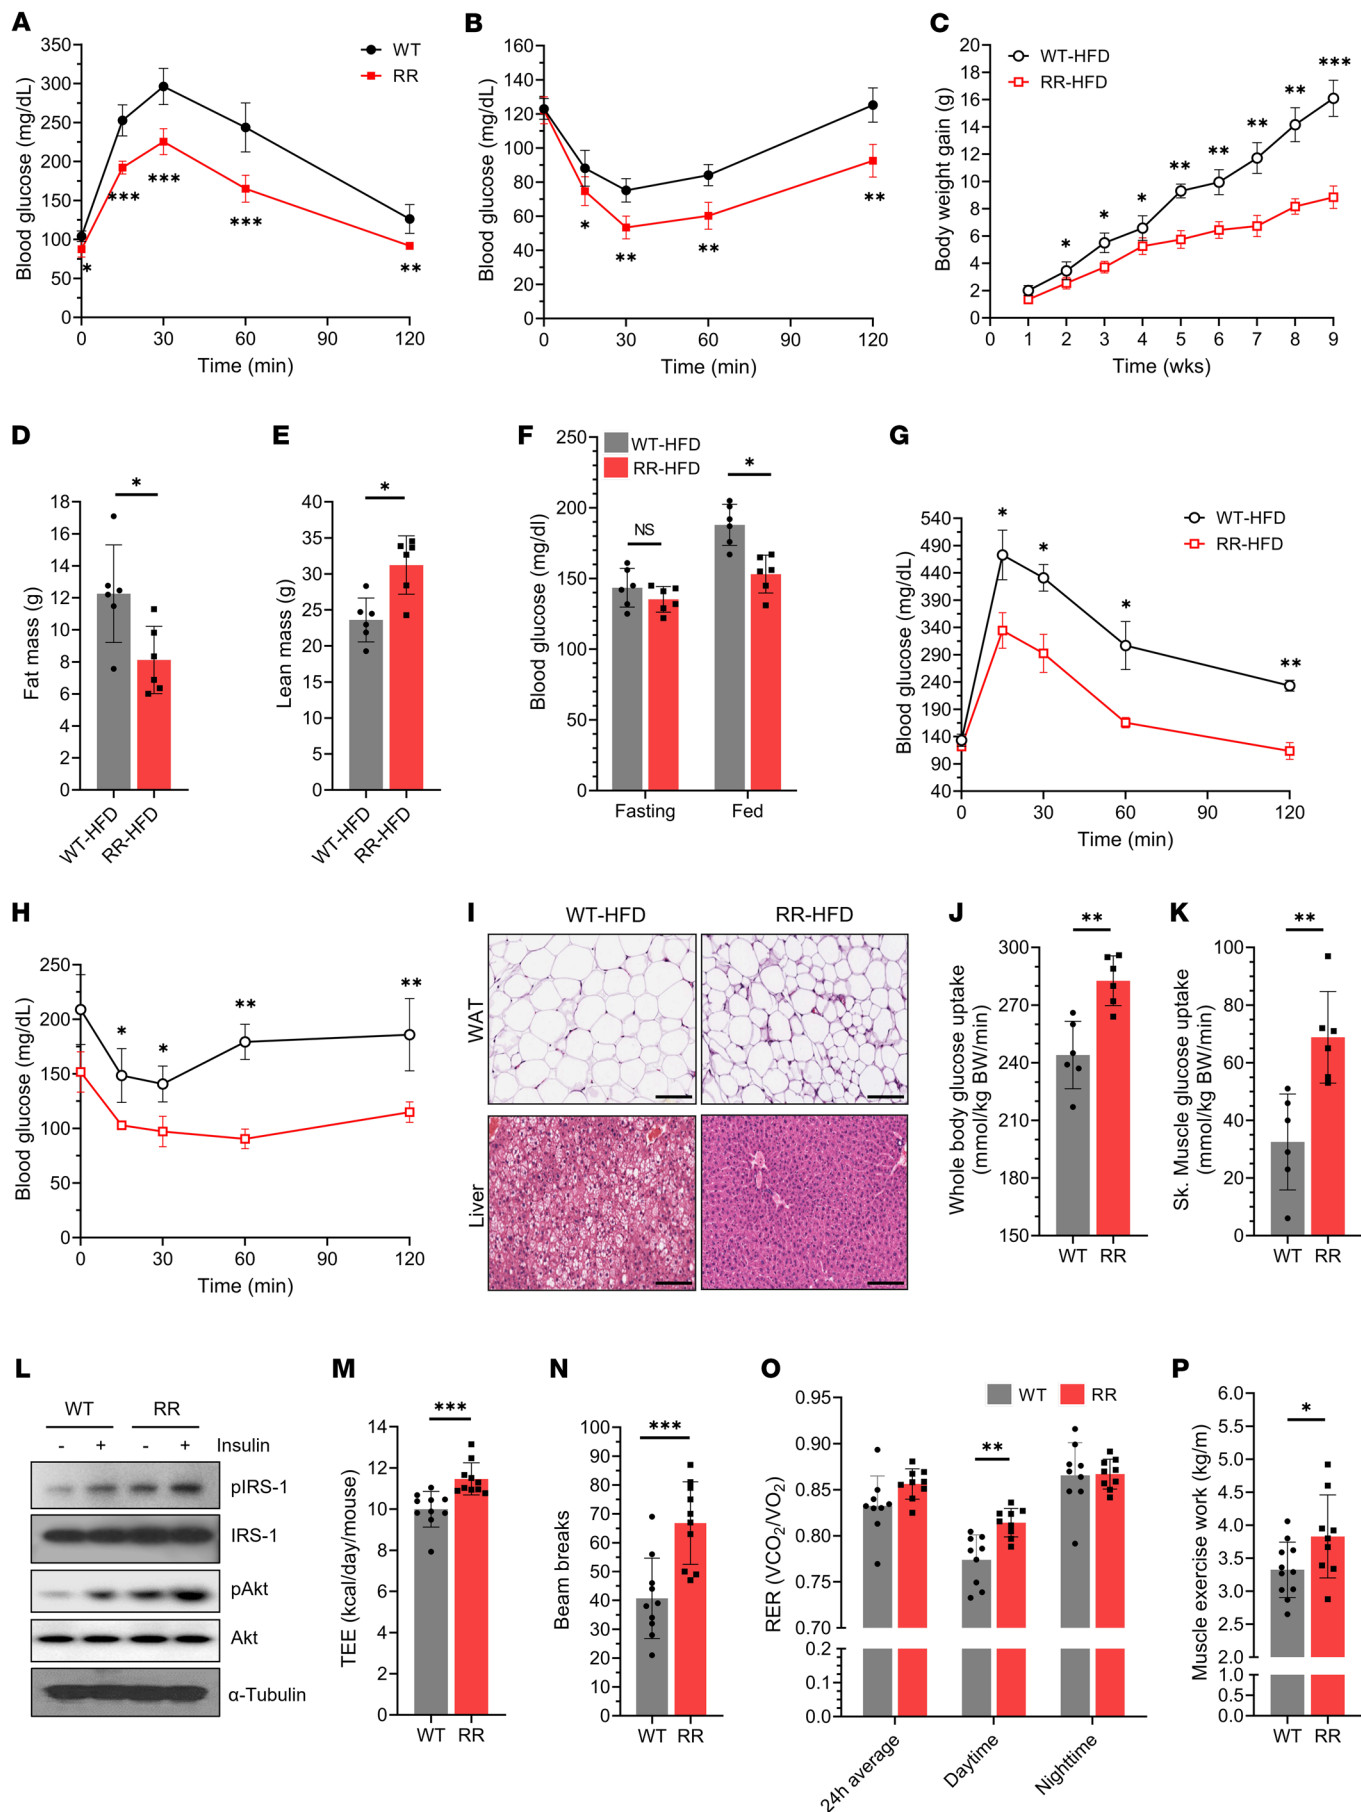 A
Blood glucose (mg/dL)
350
300
250
200
150
100
50
0
WT
RR
***
***
***
*
**
0 30 60 90 120
Time (min)
B
Blood glucose (mg/dL)
160
140
120
100
80
60
40
20
0
*
**
**
**
0 30 60 90 120
Time (min)
C
Body weight gain (g)
20
18
16
14
12
10
8
6
4
2
0
WT-HFD
RR-HFD
* * * ** ** ** ** ***
0 1 2 3 4 5 6 7 8 9
Time (wks)
D
Fat mass (g)
18
16
14
12
10
8
6
4
2
0
*
WT-HFD
RR-HFD
E
Lean mass (g)
40
35
30
25
20
15
10
5
0
*
WT-HFD
RR-HFD
F
Blood glucose (mg/dl)
250
200
150
100
50
0
WT-HFD
RR-HFD
NS
*
Fasting Fed
G
Blood glucose (mg/dL)
540
490
440
390
340
290
240
190
140
90
40
WT-HFD
RR-HFD
*
*
*
**
0 30 60 90 120
Time (min)
H
Blood glucose (mg/dL)
250
200
150
100
50
0
*
*
**
**
0 30 60 90 120
Time (min)
I
WT-HFD RR-HFD
WAT
Liver
J
Whole body glucose uptake
(mmol/kg BW/min)
300
270
240
210
180
150
**
WT RR
K
Sk. Muscle glucose uptake
(mmol/kg BW/min)
100
80
60
40
20
0
**
WT RR
L
WT RR
- + - + Insulin
pIRS-1
IRS-1
pAkt
Akt
α-Tubulin
M
TEE (kcal/day/mouse)
14
12
10
8
6
4
2
0
***
WT RR
N
Beam breaks
100
90
80
70
60
50
40
30
20
10
0
***
WT RR
O
RER (VCO2/VO2)
0.95
0.90
0.85
0.80
0.75
0.70
0.2
0.1
0.0
WT RR
**
24h average
Daytime
Nighttime
P
Muscle exercise work (kg/m)
6.0
5.5
5.0
4.5
4.0
3.5
3.0
2.5
2.0
1.0
0.5
0.0
*
WT RR